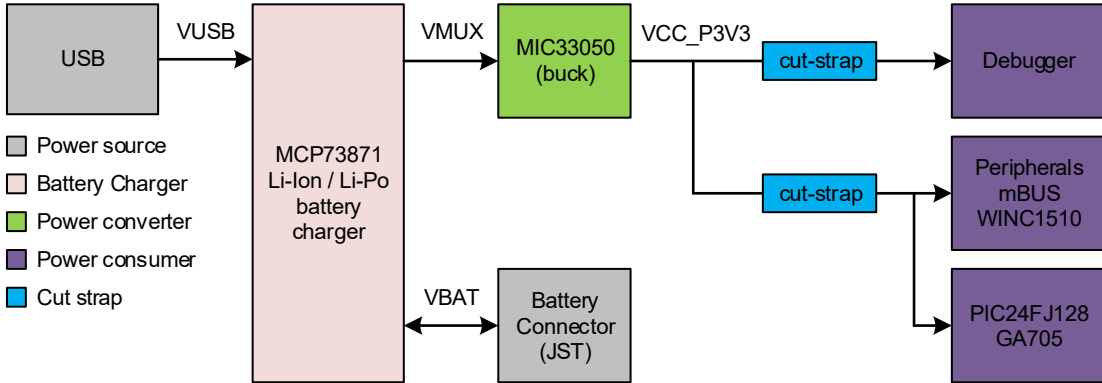 USB
VUSB
MCP73871
Li-Ion / Li-Po
battery
charger
VMUX
MIC33050
(buck)
VCC_P3V3
cut-strap
Debugger
cut-strap
Peripherals
mBUS
WINC1510
PIC24FJ128
GA705
VBAT
Battery
Connector
(JST)
Power source
Battery Charger
Power converter
Power consumer
Cut strap